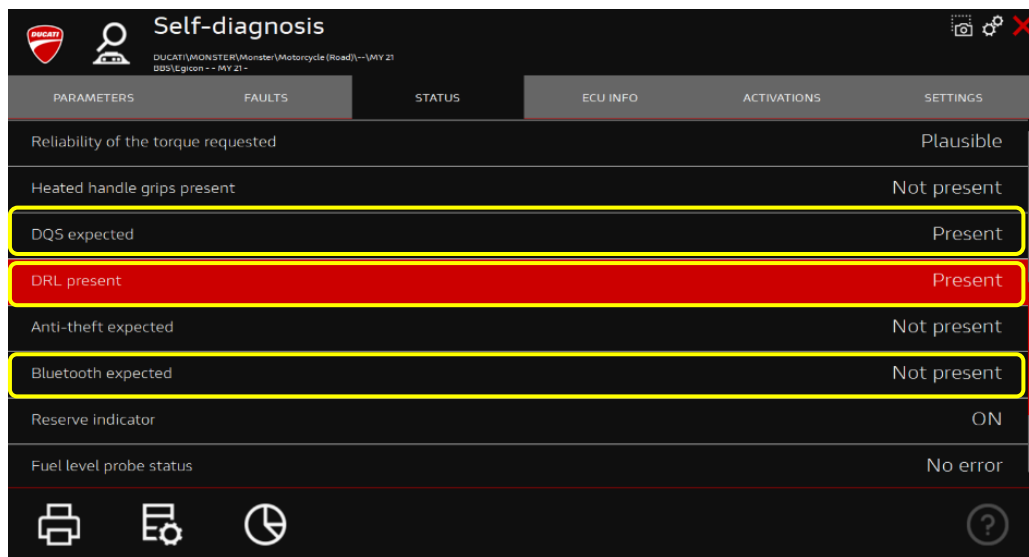 DUCATI
Self-diagnosis
DUCATI\MONSTER\Monster\Motorcycle (Road)\--\MY 21
BBS\Egicon - - MY 21 -
PARAMETERS FAULTS STATUS ECU INFO ACTIVATIONS SETTINGS
Reliability of the torque requested Plausible
Heated handle grips present Not present
DQS expected Present
DRL present Present
Anti-theft expected Not present
Bluetooth expected Not present
Reserve indicator ON
Fuel level probe status No error
?